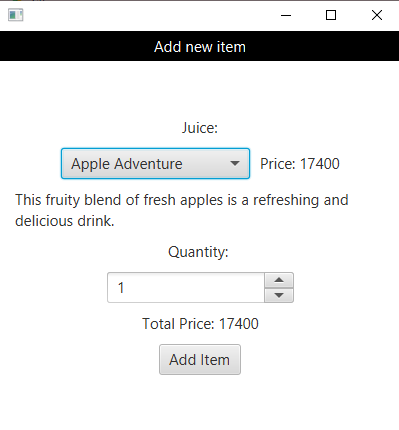 Add new item
Juice:
Apple Adventure
Price: 17400
This fruity blend of fresh apples is a refreshing and
delicious drink.
Quantity:
1
Total Price: 17400
Add Item